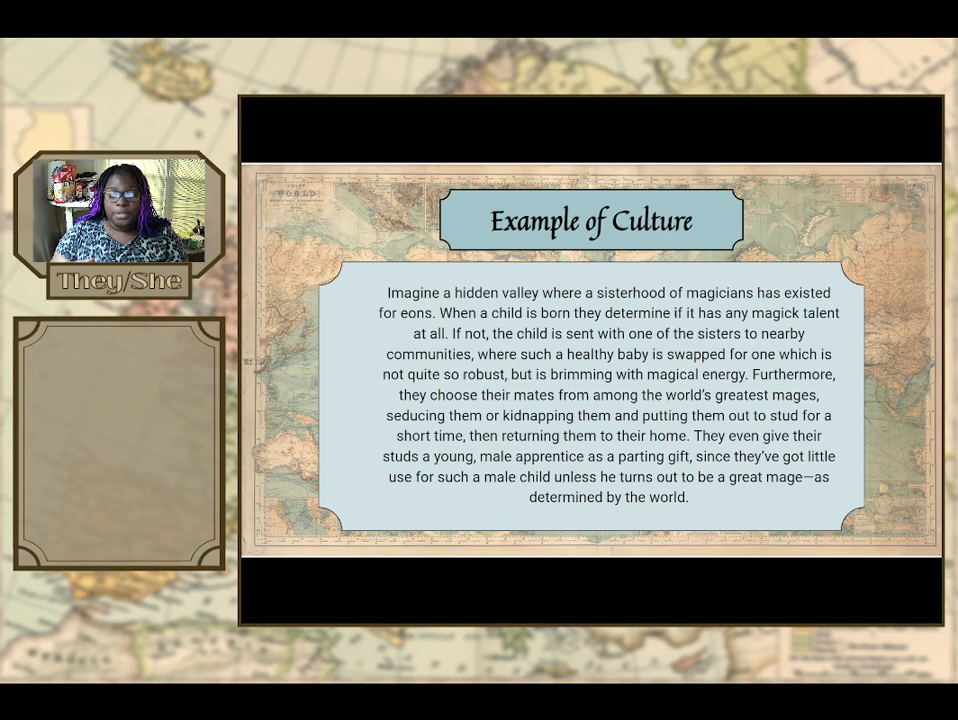 Example of Culture
Imagine a hidden valley where a sisterhood of magicians has existed
for eons. When a child is born they determine if it has any magick talent
at all. If not, the child is sent with one of the sisters to nearby
communities, where such a healthy baby is swapped for one which is
not quite so robust, but is brimming with magical energy. Furthermore,
they choose their mates from among the world’s greatest mages,
seducing them or kidnapping them and putting them out to stud for a
short time, then returning them to their home. They even give their
studs a young, male apprentice as a parting gift, since they’ve got little
use for such a male child unless he turns out to be a great mage—as
determined by the world.
They/She
WORLD